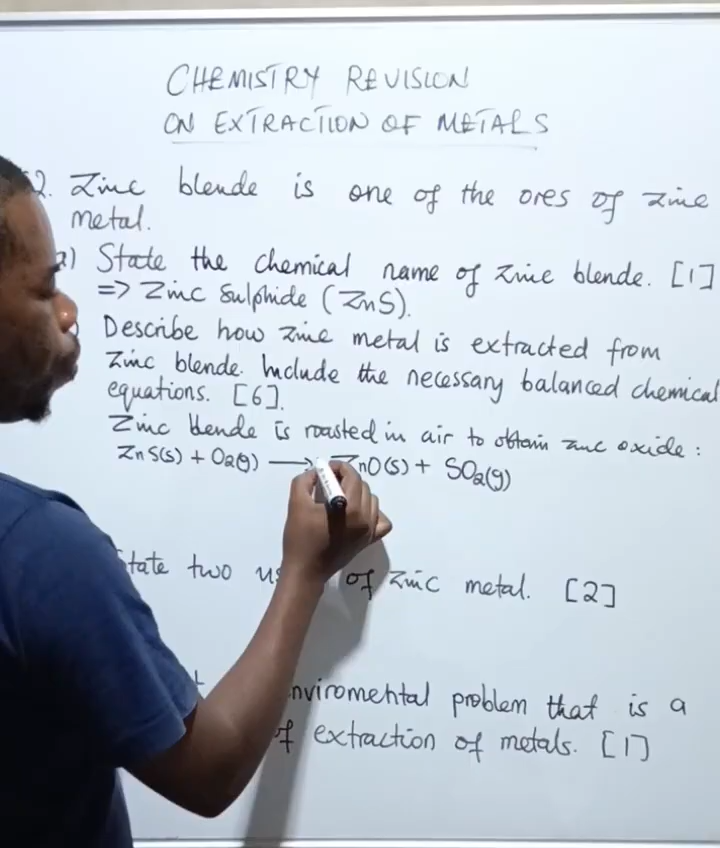 CHEMISTRY REVISION
ON EXTRACTION OF METALS
2. Zinc blende is one of the ores of zinc
metal.
a) State the chemical name of zinc blende. [1]
=> Zinc Sulphide (ZnS).
Describe how zinc metal is extracted from
Zinc blende. Include the necessary balanced chemical
equations. [6].
Zinc blende is roasted in air to obtain zinc oxide:
ZnS(s) + O2(g) → ZnO(s) + SO2(g)
tate two of zinc metal. [2]
nviromental problem that is a
of extraction of metals. [1]